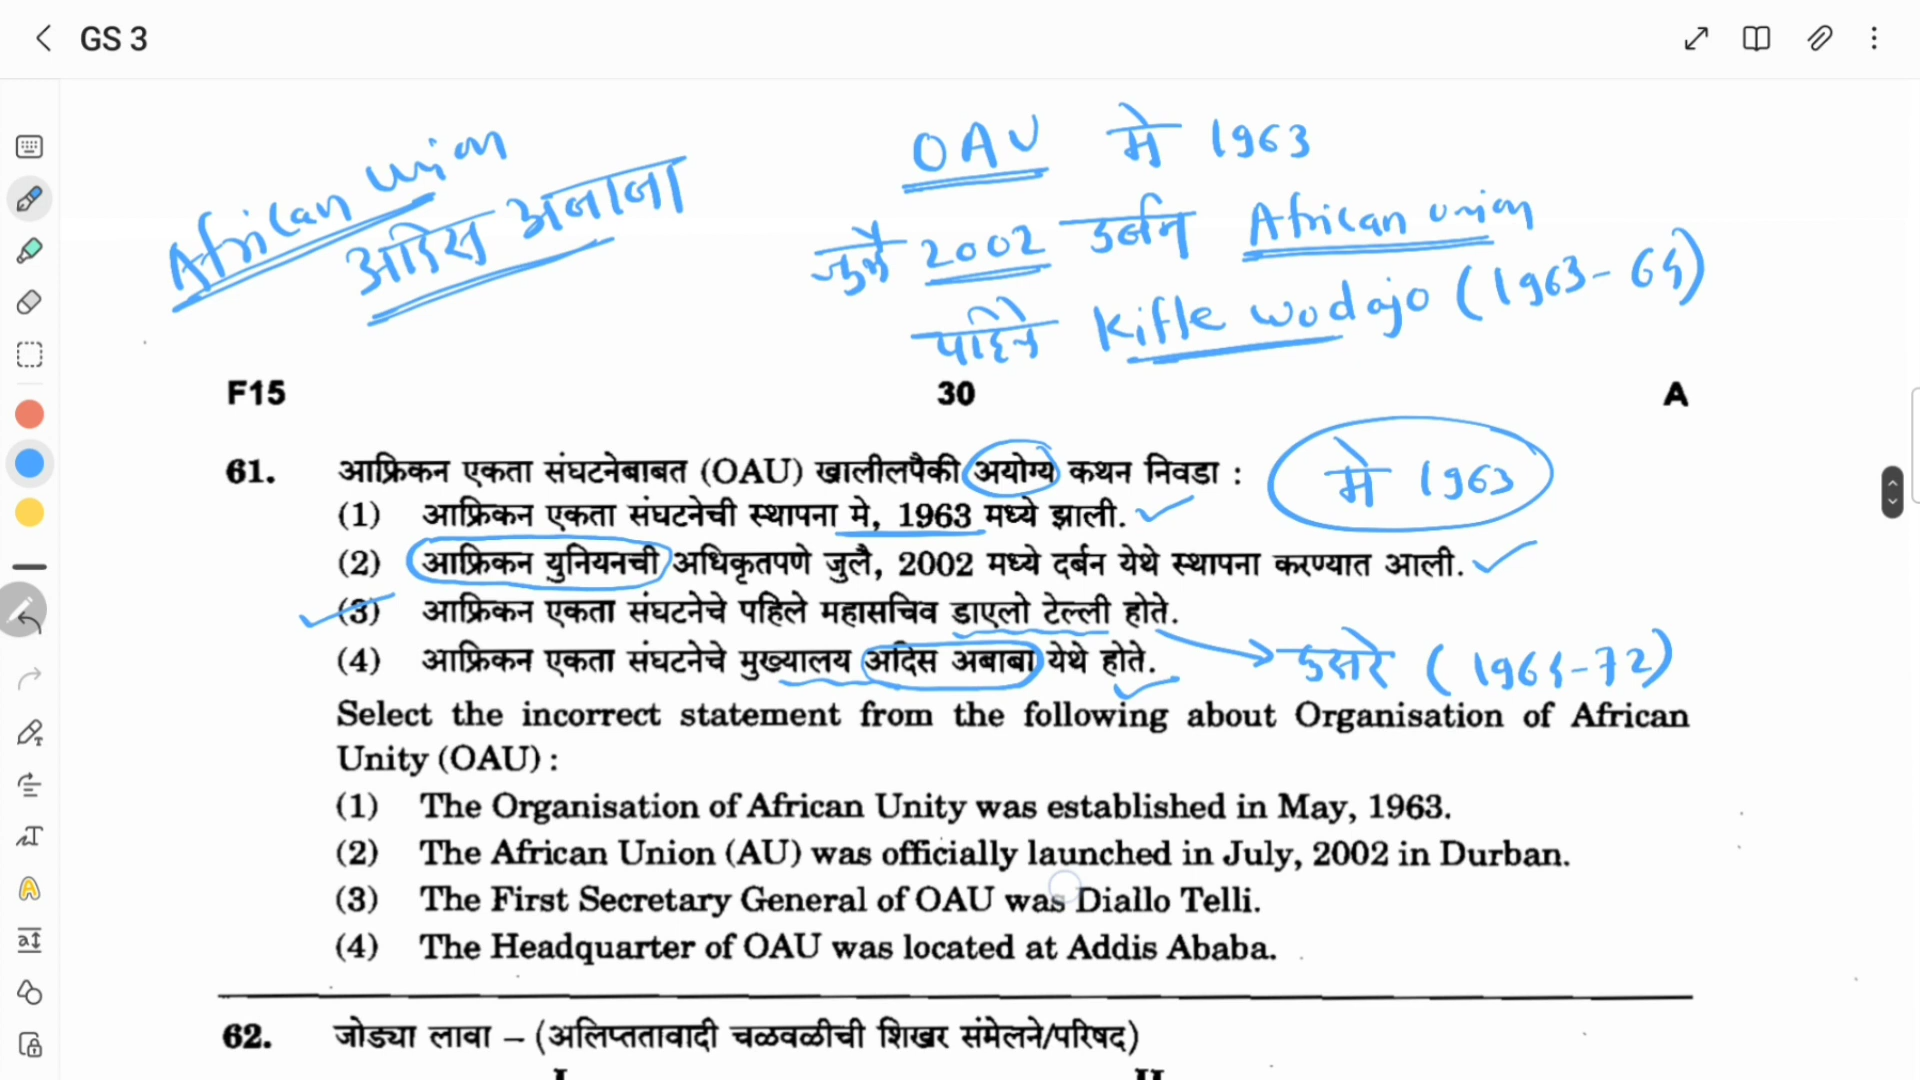 GS 3
African union
अदिस अबाबा
OAU मे 1963
जुलै 2002 डर्बन African union
पहिले Kifle wodajo (1963-64)
F15 30 A
61. आफ्रिकन एकता संघटनेबाबत (OAU) खालीलपैकी अयोग्य कथन निवडा :
मे 1963
(1) आफ्रिकन एकता संघटनेची स्थापना मे, 1963 मध्ये झाली.
(2) आफ्रिकन युनियनची अधिकृतपणे जुलै, 2002 मध्ये दर्बन येथे स्थापना करण्यात आली.
(3) आफ्रिकन एकता संघटनेचे पहिले महासचिव डाएलो टेल्ली होते.
(4) आफ्रिकन एकता संघटनेचे मुख्यालय अदिस अबाबा येथे होते.
दुसरे (1964-72)
Select the incorrect statement from the following about Organisation of African
Unity (OAU) :
(1) The Organisation of African Unity was established in May, 1963.
(2) The African Union (AU) was officially launched in July, 2002 in Durban.
(3) The First Secretary General of OAU was Diallo Telli.
(4) The Headquarter of OAU was located at Addis Ababa.
62. जोड्या लावा – (अलिप्ततावादी चळवळीची शिखर संमेलने/परिषद)
I II